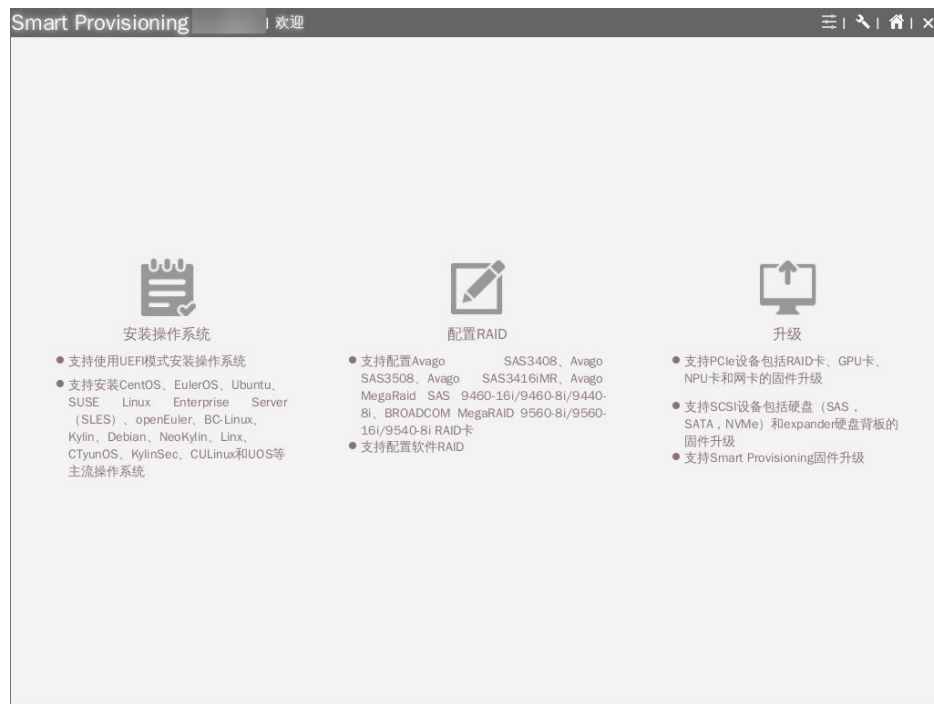 Smart Provisioning | 欢迎
安装操作系统
● 支持使用UEFI模式安装操作系统
● 支持安装CentOS、EulerOS、Ubuntu、
SUSE Linux Enterprise Server
（SLES）、openEuler、BC-Linux、
Kylin、Debian、NeoKylin、Linx、
CTyunOS、KylinSec、CULinux和UOS等
主流操作系统
配置RAID
● 支持配置Avago SAS3408、Avago
SAS3508、Avago SAS3416iMR、Avago
MegaRaid SAS 9460-16i/9460-8i/9440-
8i、BROADCOM MegaRAID 9560-8i/9560-
16i/9540-8i RAID卡
● 支持配置软件RAID
升级
● 支持PCIe设备包括RAID卡、GPU卡、
NPU卡和网卡的固件升级
● 支持SCSI设备包括硬盘（SAS，
SATA，NVMe）和expander硬盘背板的
固件升级
● 支持Smart Provisioning固件升级